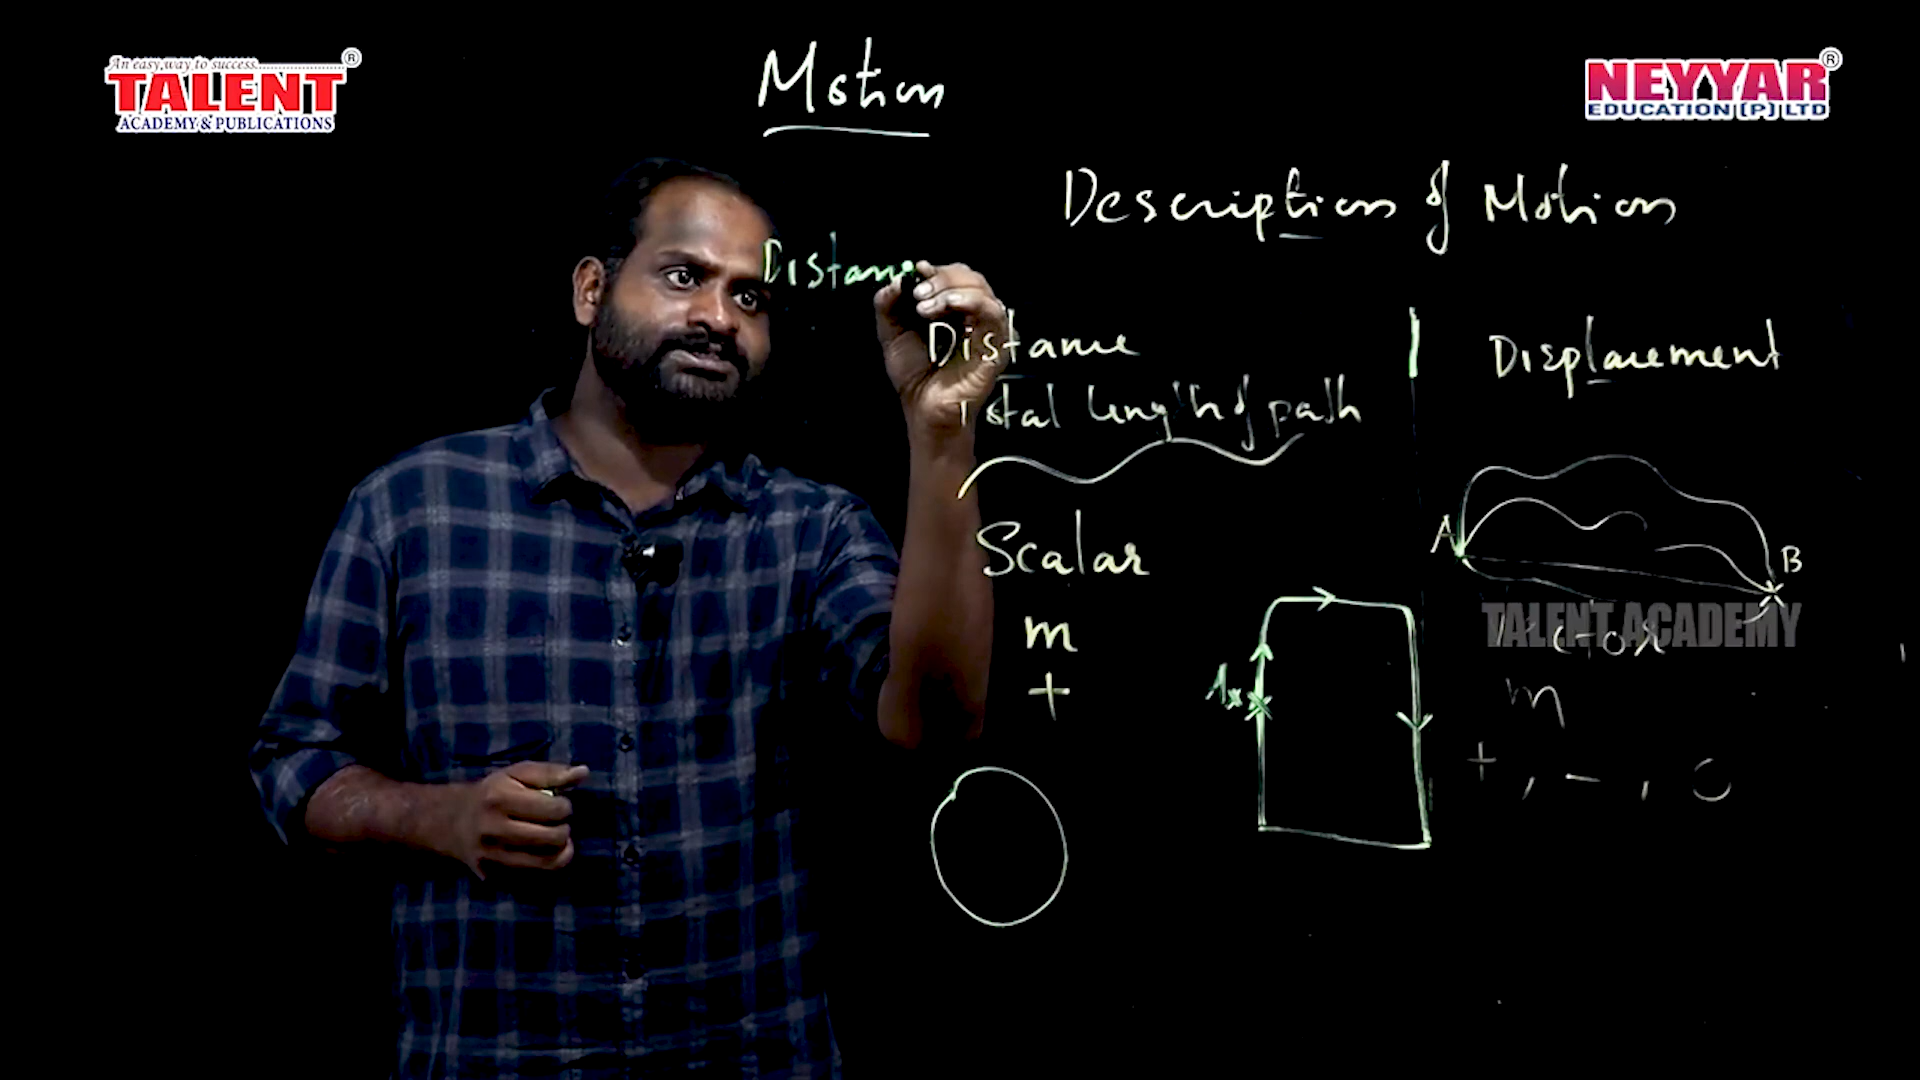 An easy way to success
TALENT®
ACADEMY & PUBLICATIONS
NEYYAR®
EDUCATION (P) LTD
Motion
Description of Motion
Distan
Distance
Total length of path
Displacement
Scalar
m
+
A
B
TALENT ACADEMY
m
+, -, 0